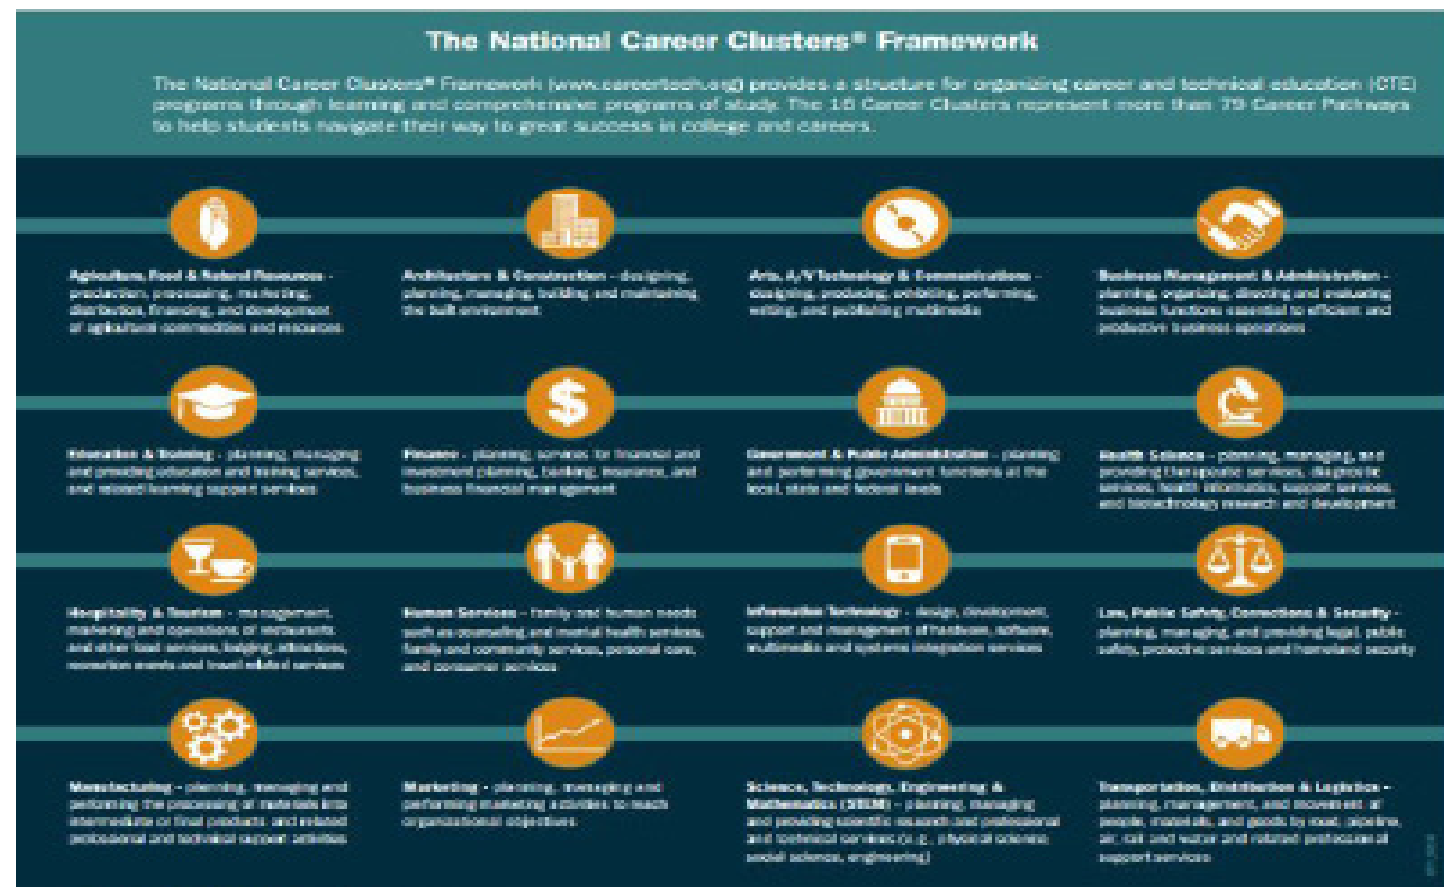 The National Career Clusters® Framework
The National Career Clusters® Framework (www.careertech.org) provides a structure for organizing career and technical education (CTE)
programs through learning and comprehensive programs of study. The 16 Career Clusters represent more than 79 Career Pathways
to help students navigate their way to great success in college and careers.
Agriculture, Food & Natural Resources -
production, processing, marketing,
distribution, financing, and development
of agricultural commodities and resources
Architecture & Construction - designing,
planning, managing, building and maintaining
the built environment
Arts, A/V Technology & Communications -
designing, producing, exhibiting, performing,
writing, and publishing multimedia
Business Management & Administration -
planning, organizing, directing and evaluating
business functions essential to efficient and
productive business operations
Education & Training - planning, managing
and providing education and training services,
and related learning support services
Finance - planning, services for financial and
investment planning, banking, insurance, and
business financial management
Government & Public Administration - planning
and performing government functions at the
local, state and federal levels
Health Science - planning, managing, and
providing therapeutic services, diagnostic
services, health informatics, support services,
and biotechnology research and development
Hospitality & Tourism - management,
marketing and operations of restaurants
and other food services, lodging, attractions,
recreation events and travel related services
Human Services - family and human needs
such as counseling and mental health services,
family and community services, personal care,
and consumer services
Information Technology - design, development,
support and management of hardware, software,
multimedia and systems integration services
Law, Public Safety, Corrections & Security -
planning, managing, and providing legal, public
safety, protective services and homeland security
Manufacturing - planning, managing and
performing the processing of materials into
intermediate or final products and related
professional and technical support activities
Marketing - planning, managing and
performing marketing activities to reach
organizational objectives
Science, Technology, Engineering &
Mathematics (STEM) - planning, managing
and providing scientific research and professional
and technical services (e.g., physical science,
social science, engineering)
Transportation, Distribution & Logistics -
planning, management, and movement of
people, materials, and goods by road, pipeline,
air, rail and water and related professional
support services